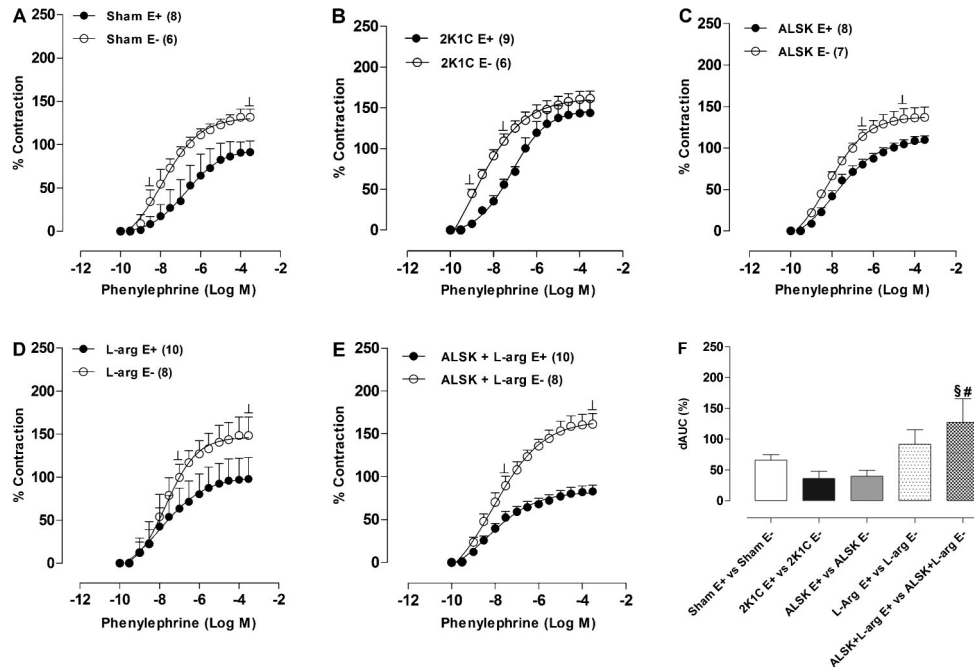 A
Sham E+ (8)
Sham E- (6)
250
200
150
100
50
0
% Contraction
-12 -10 -8 -6 -4 -2
Phenylephrine (Log M)
B
2K1C E+ (9)
2K1C E- (6)
250
200
150
100
50
0
% Contraction
-12 -10 -8 -6 -4 -2
Phenylephrine (Log M)
C
ALSK E+ (8)
ALSK E- (7)
250
200
150
100
50
0
% Contraction
-12 -10 -8 -6 -4 -2
Phenylephrine (Log M)
D
L-arg E+ (10)
L-arg E- (8)
250
200
150
100
50
0
% Contraction
-12 -10 -8 -6 -4 -2
Phenylephrine (Log M)
E
ALSK + L-arg E+ (10)
ALSK + L-arg E- (8)
250
200
150
100
50
0
% Contraction
-12 -10 -8 -6 -4 -2
Phenylephrine (Log M)
F
250
200
150
100
50
0
dAUC (%)
§#
Sham E+ vs Sham E-
2K1C E+ vs 2K1C E-
ALSK E+ vs ALSK E-
L-Arg E+ vs L-arg E-
ALSK+L-arg E+ vs ALSK+L-arg E-